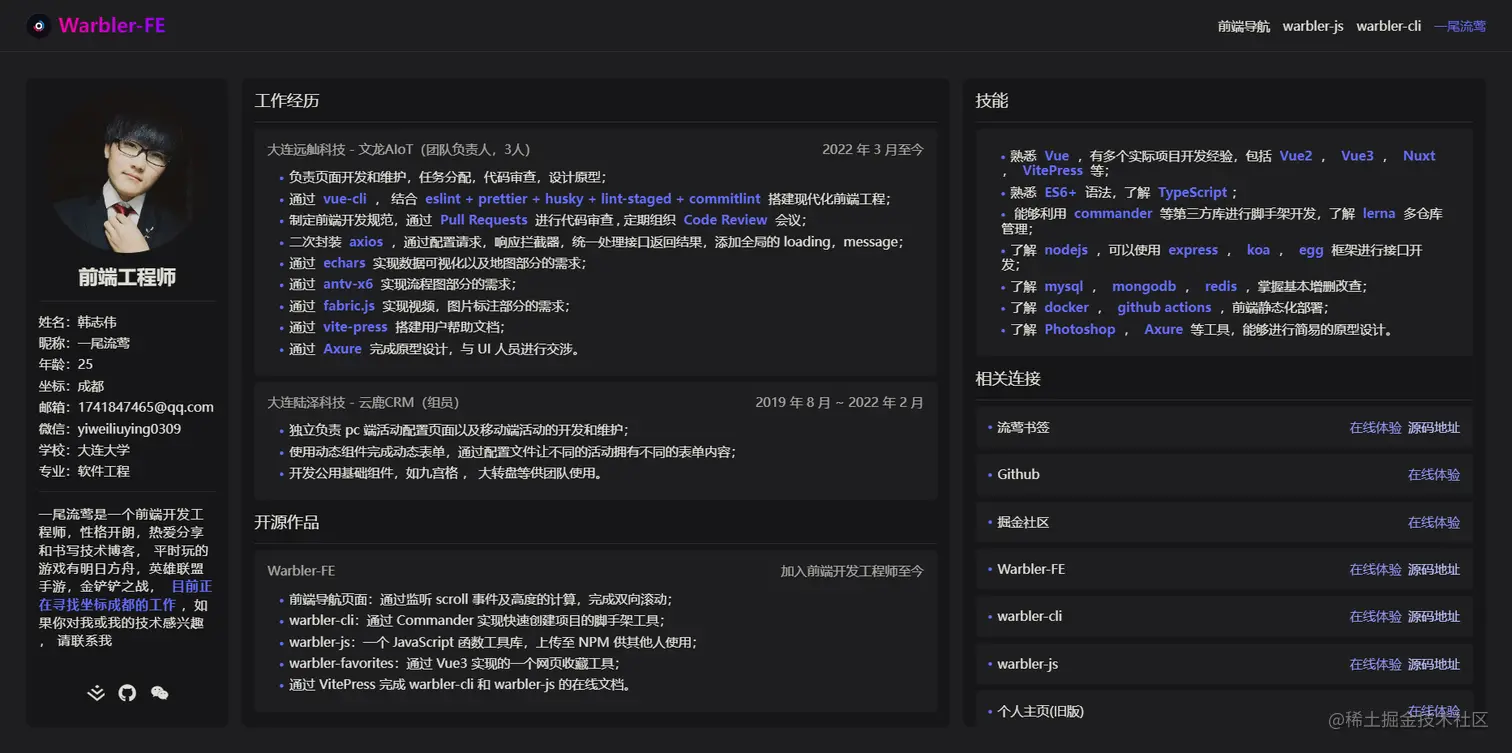 Warbler-FE
前端导航 warbler-js warbler-cli 一尾流莺
前端工程师
姓名：韩志伟
昵称：一尾流莺
年龄：25
坐标：成都
邮箱：1741847465@qq.com
微信：yiweiliuying0309
学校：大连大学
专业：软件工程
一尾流莺是一个前端开发工
程师，性格开朗，热爱分享
和书写技术博客， 平时玩的
游戏有明日方舟，英雄联盟
手游，金铲铲之战， 目前正
在寻找坐标成都的工作 ，如
果你对我或我的技术感兴趣
， 请联系我
工作经历
大连远舢科技 - 文龙AIoT（团队负责人，3人） 2022 年 3 月至今
• 负责页面开发和维护，任务分配，代码审查，设计原型；
• 通过 vue-cli ， 结合 eslint + prettier + husky + lint-staged + commitlint 搭建现代化前端工程；
• 制定前端开发规范，通过 Pull Requests 进行代码审查 , 定期组织 Code Review 会议；
• 二次封装 axios ，通过配置请求，响应拦截器，统一处理接口返回结果，添加全局的 loading，message；
• 通过 echars 实现数据可视化以及地图部分的需求；
• 通过 antv-x6 实现流程图部分的需求；
• 通过 fabric.js 实现视频，图片标注部分的需求；
• 通过 vite-press 搭建用户帮助文档；
• 通过 Axure 完成原型设计，与 UI 人员进行交涉。
大连陆泽科技 - 云鹿CRM（组员） 2019 年 8 月 ~ 2022 年 2 月
• 独立负责 pc 端活动配置页面以及移动端活动的开发和维护；
• 使用动态组件完成动态表单，通过配置文件让不同的活动拥有不同的表单内容；
• 开发公用基础组件，如九宫格 ， 大转盘等供团队使用。
开源作品
Warbler-FE 加入前端开发工程师至今
• 前端导航页面：通过监听 scroll 事件及高度的计算，完成双向滚动；
• warbler-cli：通过 Commander 实现快速创建项目的脚手架工具；
• warbler-js：一个 JavaScript 函数工具库，上传至 NPM 供其他人使用；
• warbler-favorites：通过 Vue3 实现的一个网页收藏工具；
• 通过 VitePress 完成 warbler-cli 和 warbler-js 的在线文档。
技能
• 熟悉 Vue ，有多个实际项目开发经验，包括 Vue2 ， Vue3 ， Nuxt
， VitePress 等；
• 熟悉 ES6+ 语法，了解 TypeScript ；
• 能够利用 commander 等第三方库进行脚手架开发，了解 lerna 多仓库
管理；
• 了解 nodejs ，可以使用 express ， koa ， egg 框架进行接口开
发；
• 了解 mysql ， mongodb ， redis ，掌握基本增删改查；
• 了解 docker ， github actions ，前端静态化部署；
• 了解 Photoshop ， Axure 等工具，能够进行简易的原型设计。
相关连接
• 流莺书签 在线体验 源码地址
• Github 在线体验
• 掘金社区 在线体验
• Warbler-FE 在线体验 源码地址
• warbler-cli 在线体验 源码地址
• warbler-js 在线体验 源码地址
• 个人主页(旧版) 在线体验
@稀土掘金技术社区